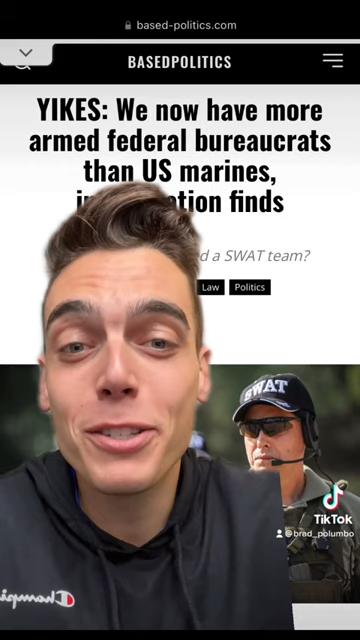 based-politics.com
BASEDPOLITICS
YIKES: We now have more
armed federal bureaucrats
than US marines,
finds
a SWAT team?
Law
Politics
SWAT
TikTok
@brad_polumbo
Champion